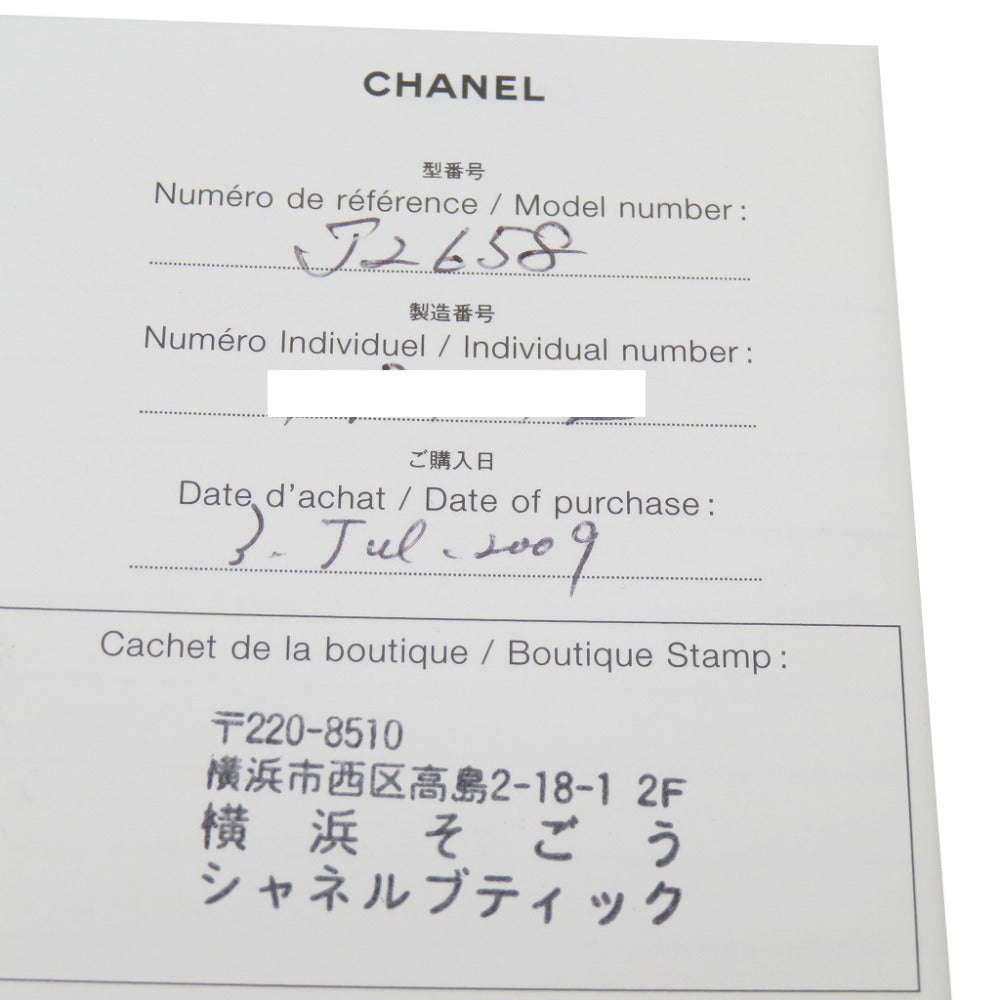 CHANEL
型番号
Numéro de référence / Model number :
J2658
製造番号
Numéro Individuel / Individual number :
ご購入日
Date d'achat / Date of purchase :
3. Jul. 2009
Cachet de la boutique / Boutique Stamp :
〒220-8510
横浜市西区高島2-18-1 2F
横浜そごう
シャネルブティック